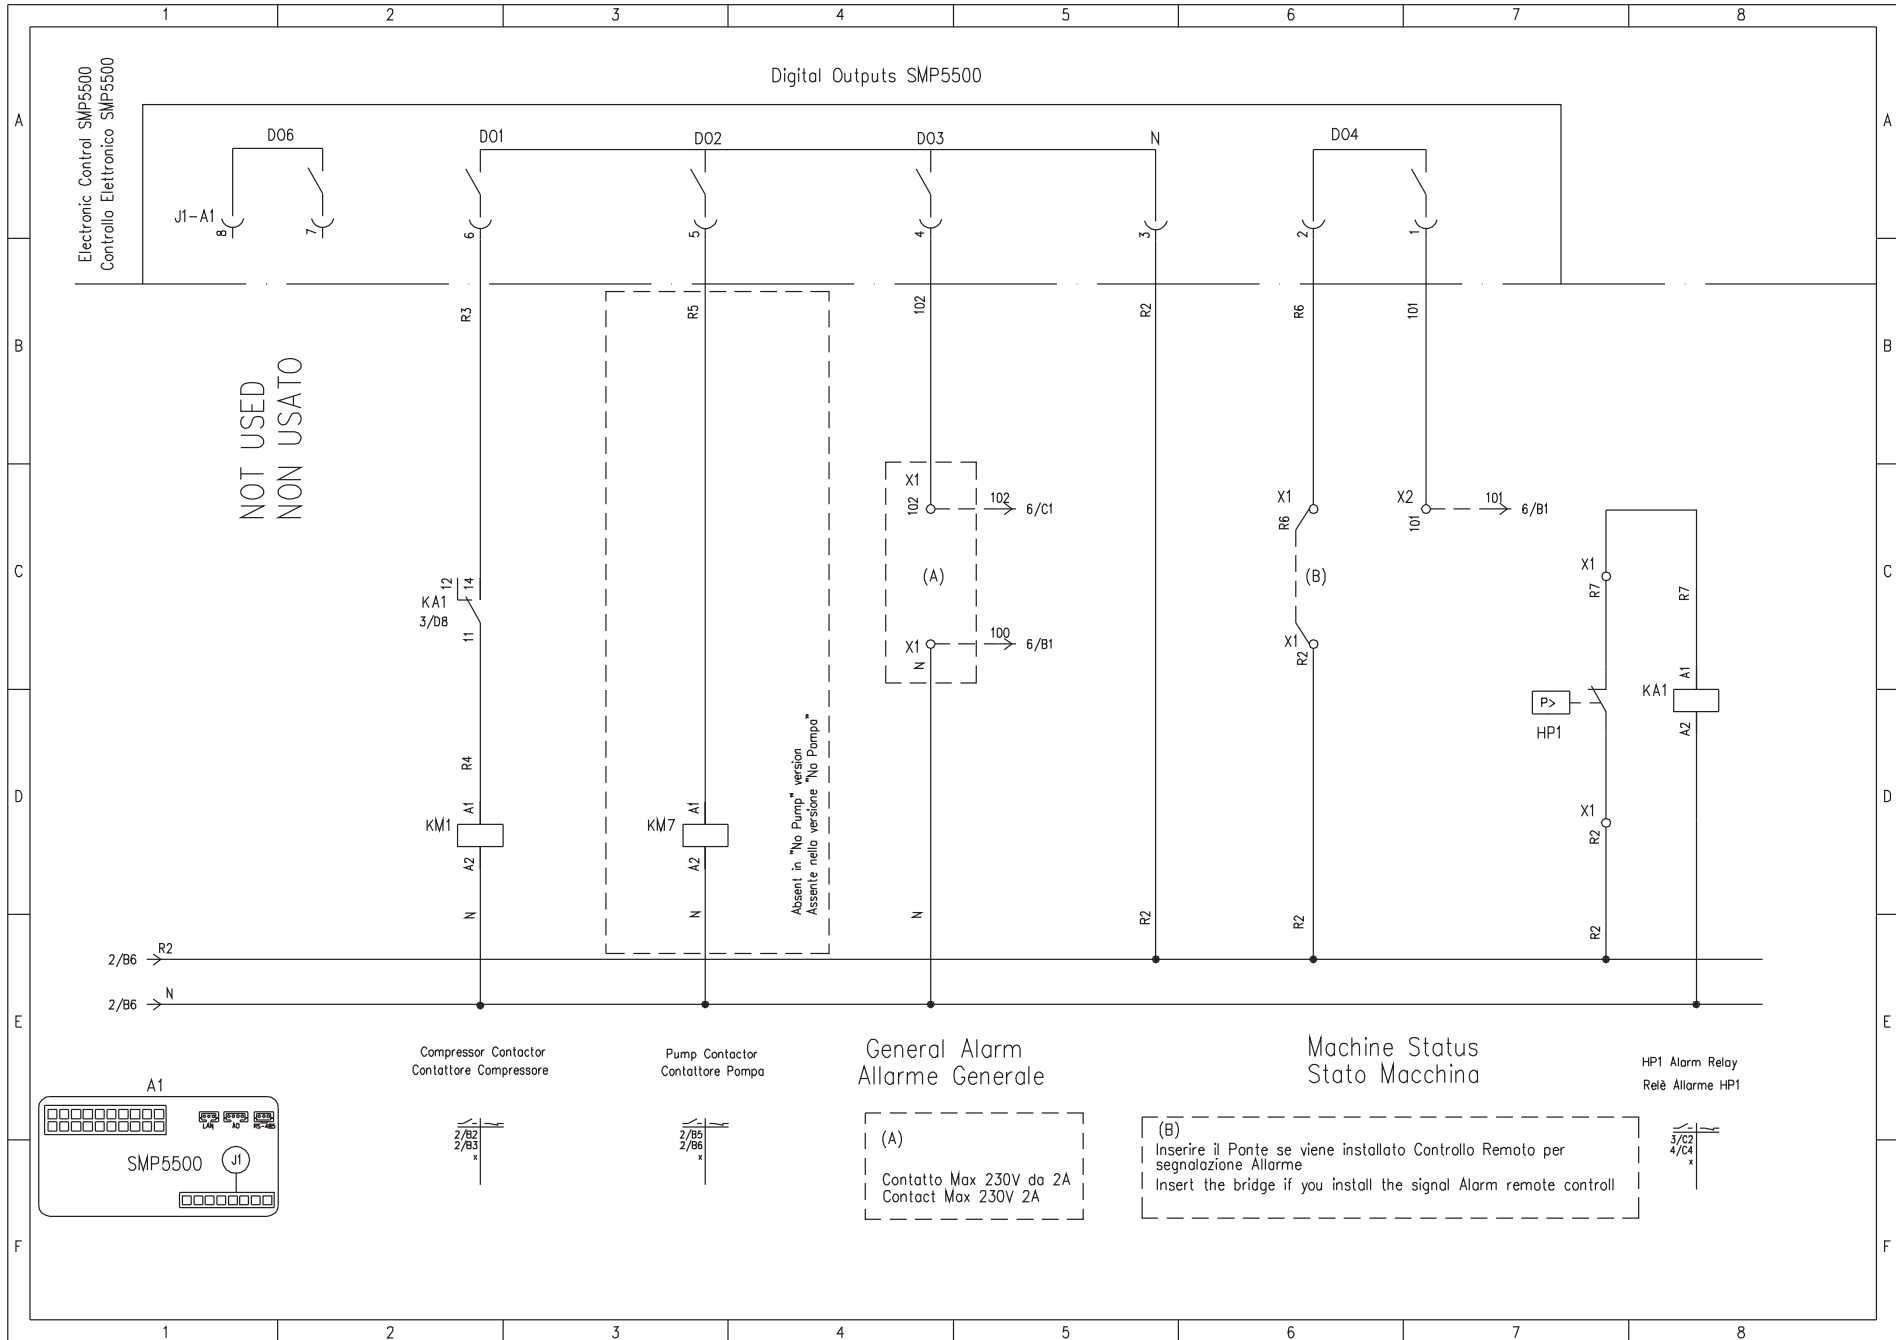 1 2 3 4 5 6 7 8
Digital Outputs SMP5500
Electronic Control SMP5500
Controllo Elettronico SMP5500
A A
DO6 DO1 DO2 DO3 N DO4
J1-A1
8 7 6 5 4 3 2 1
R3 R5 102 R2 R6 101
B B
NOT USED
NON USATO
X1
102
102
6/C1
X1
R6
X2
101
101
6/B1
C C
(A)
(B)
12 14
KA1
3/D8
11
X1
N
100
6/B1
X1
R2
X1
R7
R7
A1
KA1
A2
P>
HP1
R4
D D
A1
KM1
A2
A1
KM7
A2
Absent in "No Pump" version
Assente nella versione "No Pompa"
X1
R2
N N N R2 R2 R2
2/B6 R2
2/B6 N
E E
Compressor Contactor
Contattore Compressore
Pump Contactor
Contattore Pompa
General Alarm
Allarme Generale
Machine Status
Stato Macchina
HP1 Alarm Relay
Relè Allarme HP1
A1
LAN AO RS-485
SMP5500 J1
2/B2
2/B3
x
2/B5
2/B6
x
(A)
Contatto Max 230V da 2A
Contact Max 230V 2A
(B)
Inserire il Ponte se viene installato Controllo Remoto per
segnalazione Allarme
Insert the bridge if you install the signal Alarm remote controll
3/C2
4/C4
x
F F
1 2 3 4 5 6 7 8